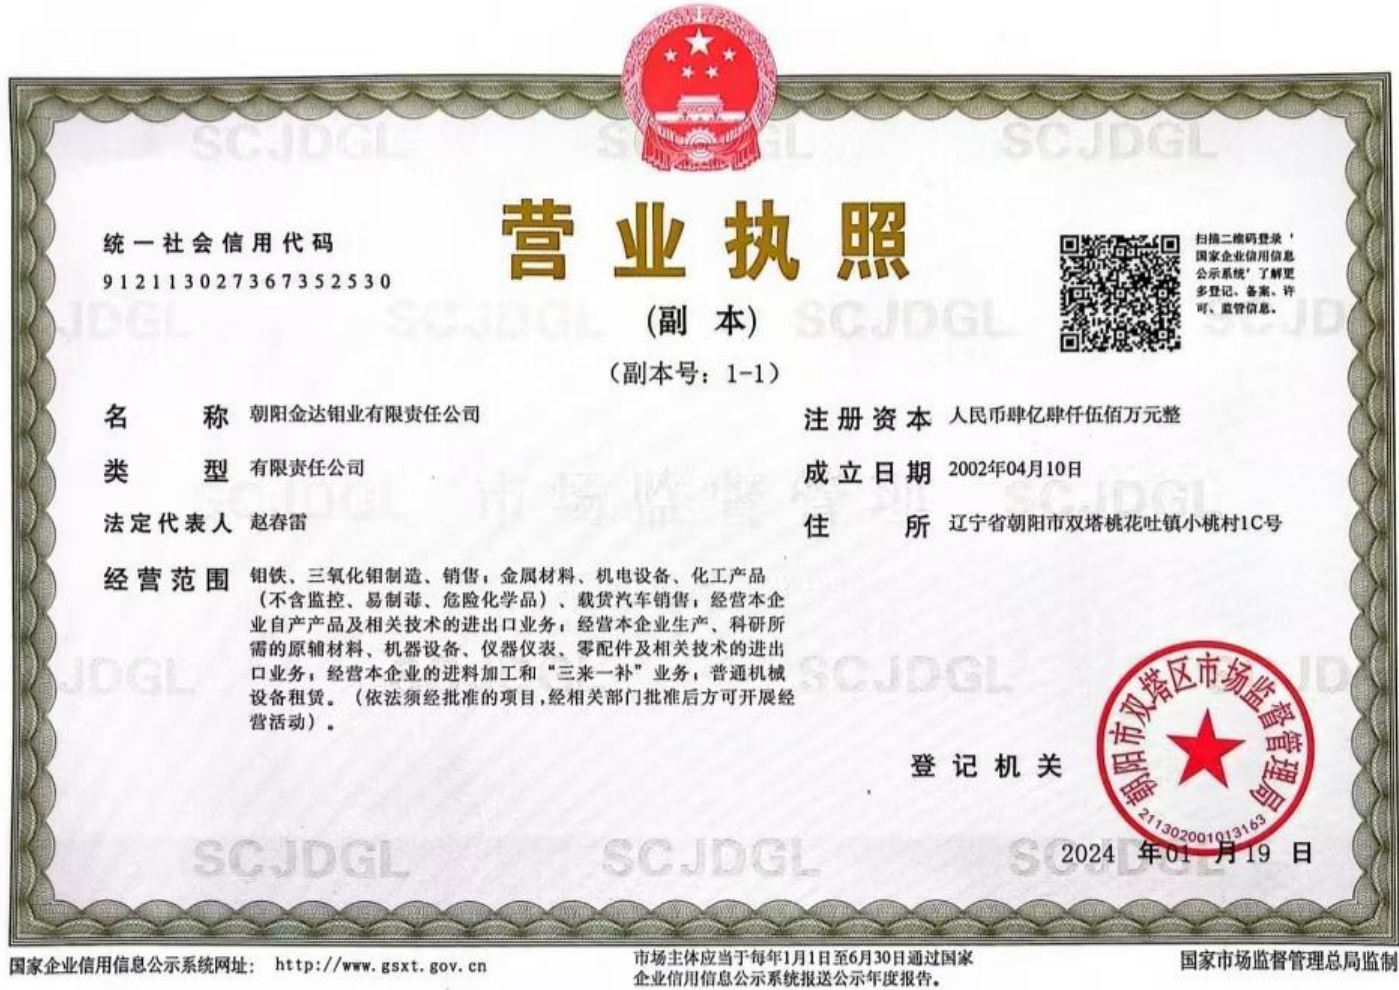 营业执照
(副 本)
（副本号：1-1）
统一社会信用代码
912113027367352530
扫描二维码登录'
国家企业信用信息
公示系统'了解更
多登记、备案、许
可、监管信息。
名称 朝阳金达钼业有限责任公司
类型 有限责任公司
法定代表人 赵春雷
经营范围 钼铁、三氧化钼制造、销售；金属材料、机电设备、化工产品
（不含监控、易制毒、危险化学品）、载货汽车销售；经营本企
业自产产品及相关技术的进出口业务；经营本企业生产、科研所
需的原辅材料、机器设备、仪器仪表、零配件及相关技术的进出
口业务；经营本企业的进料加工和“三来一补”业务；普通机械
设备租赁。（依法须经批准的项目,经相关部门批准后方可开展经
营活动）。
注册资本 人民币肆亿肆仟伍佰万元整
成立日期 2002年04月10日
住所 辽宁省朝阳市双塔桃花吐镇小桃村1C号
登记机关
朝阳市双塔区市场监督管理局
211302001013163
2024 年01 月19 日
国家企业信用信息公示系统网址： http://www.gsxt.gov.cn
市场主体应当于每年1月1日至6月30日通过国家
企业信用信息公示系统报送公示年度报告。
国家市场监督管理总局监制
SCJDGL